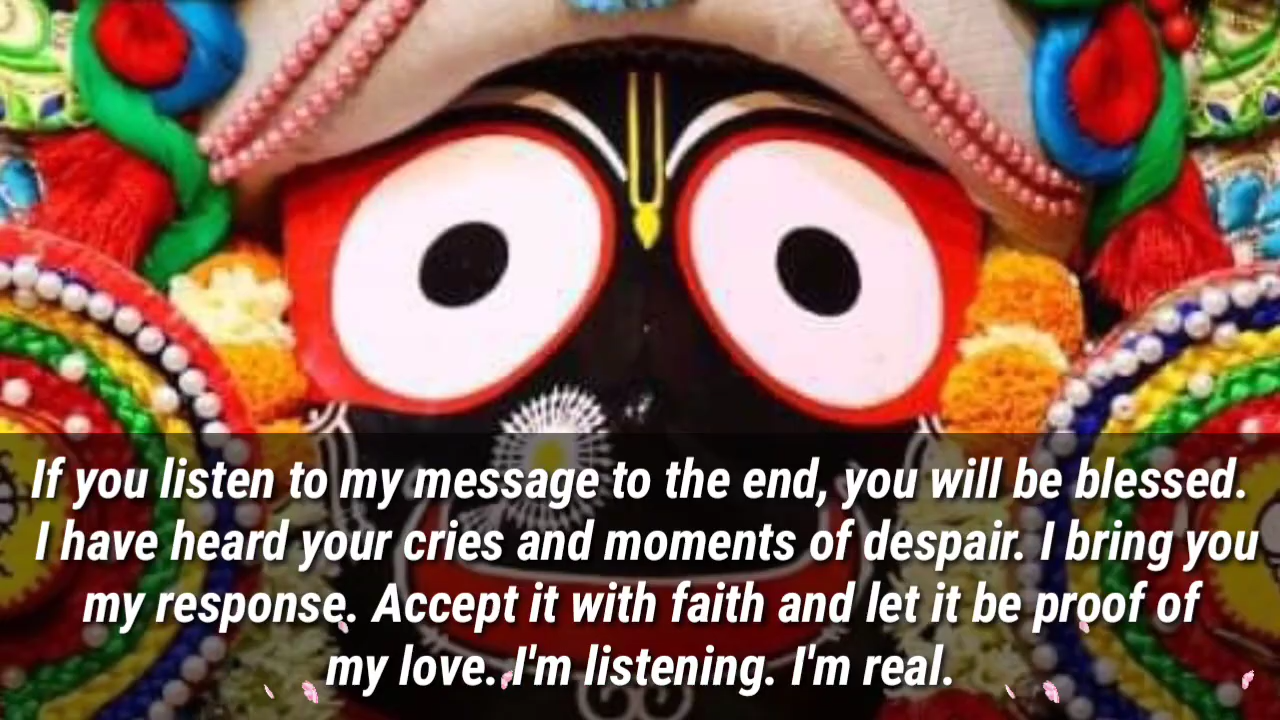 If you listen to my message to the end, you will be blessed.
I have heard your cries and moments of despair. I bring you
my response. Accept it with faith and let it be proof of
my love. I'm listening. I'm real.